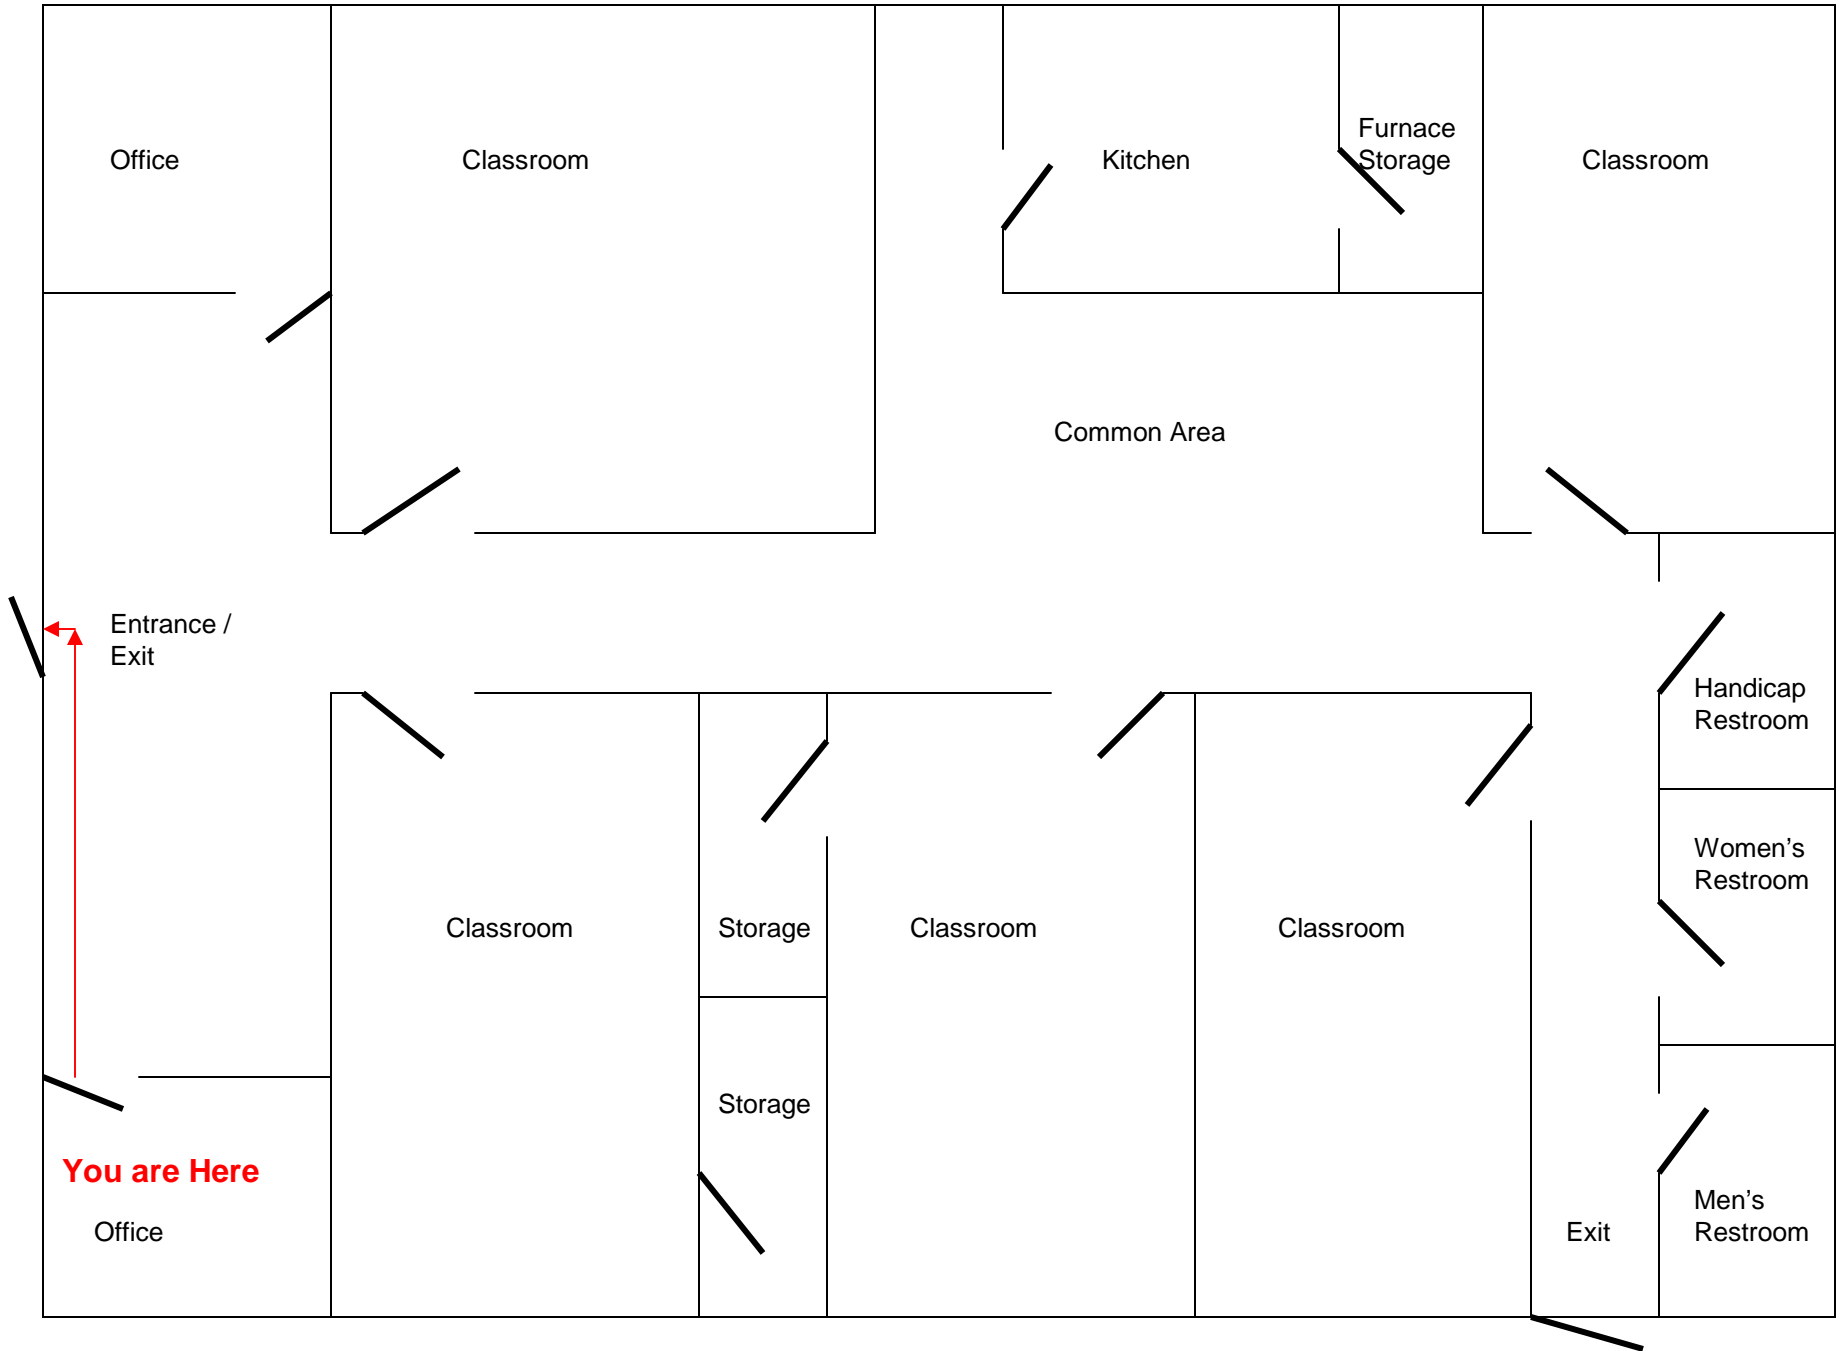 Office
Classroom
Kitchen
Furnace
Storage
Classroom
Common Area
Entrance /
Exit
Handicap
Restroom
Women’s
Restroom
Classroom
Storage
Classroom
Classroom
Storage
You are Here
Office
Exit
Men’s
Restroom